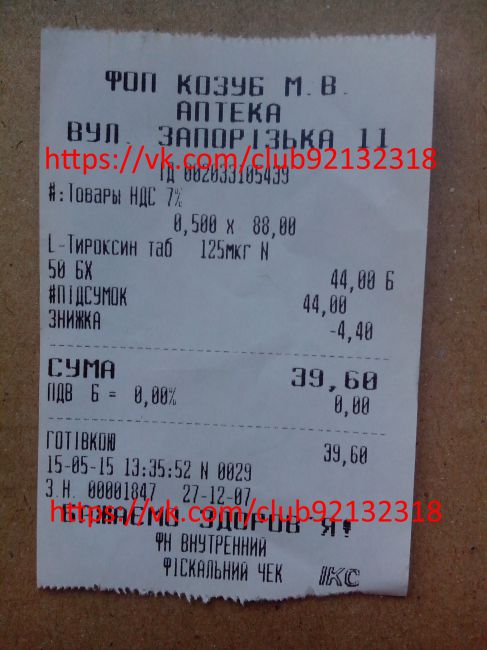 ФОП КОЗУБ М.В.
АПТЕКА
ВУЛ. ЗАПОРІЗЬКА 11
https://vk.com/club92132318
ІД 002033105439
#:Товары НДС 7%
0,500 x 88,00
L-Тироксин таб 125мкг N
50 БХ 44,00 Б
#ПІДСУМОК 44,00
ЗНИЖКА -4,40
СУМА 39,60
ПДВ Б = 0,00% 0,00
ГОТІВКОЮ 39,60
15-05-15 13:35:52 N 0029
З.Н. 00001847 27-12-07
https://vk.com/club92132318
БАЖАЄМО ЗДОРОВ'Я!
ФН ВНУТРЕННИЙ
ФІСКАЛЬНИЙ ЧЕК ІКС